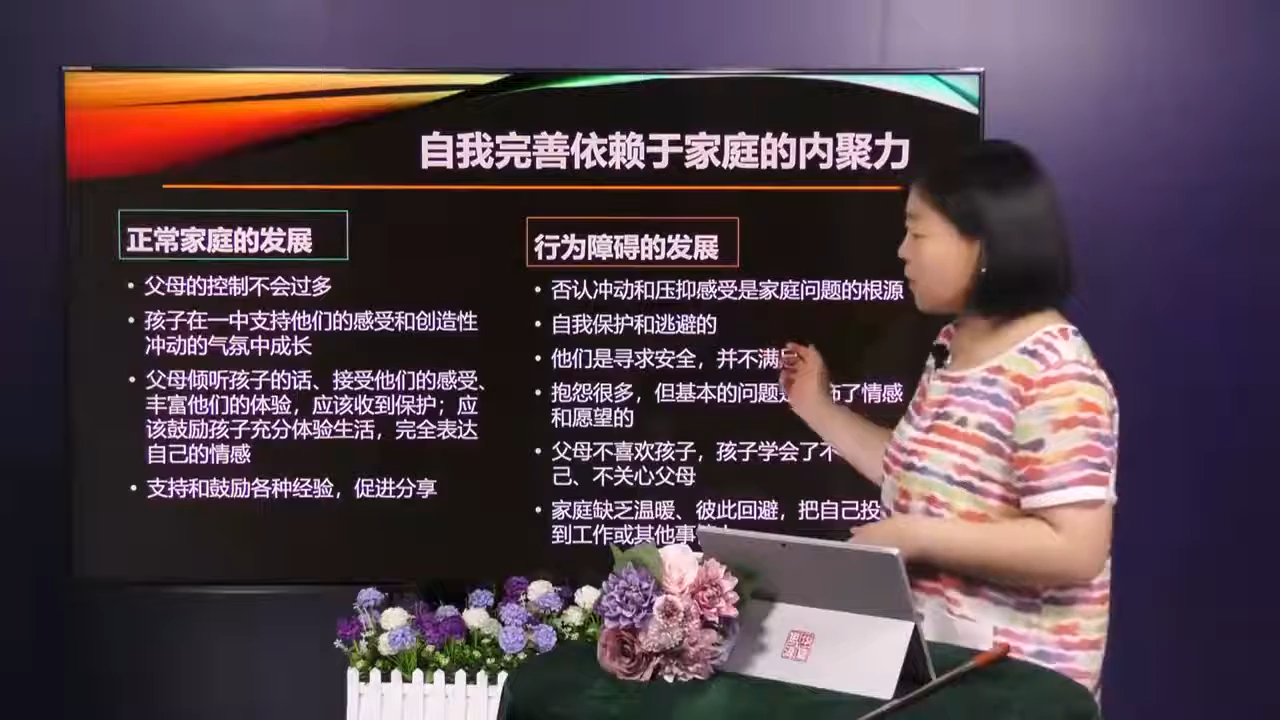 自我完善依赖于家庭的内聚力
正常家庭的发展
• 父母的控制不会过多
• 孩子在一中支持他们的感受和创造性
冲动的气氛中成长
• 父母倾听孩子的话、接受他们的感受、
丰富他们的体验，应该收到保护；应
该鼓励孩子充分体验生活，完全表达
自己的情感
• 支持和鼓励各种经验，促进分享
行为障碍的发展
• 否认冲动和压抑感受是家庭问题的根源
• 自我保护和逃避的
• 他们是寻求安全，并不满
• 抱怨很多，但基本的问题 了情感
和愿望的
• 父母不喜欢孩子，孩子学会了不
己、不关心父母
• 家庭缺乏温暖、彼此回避，把自己投
到工作或其他事